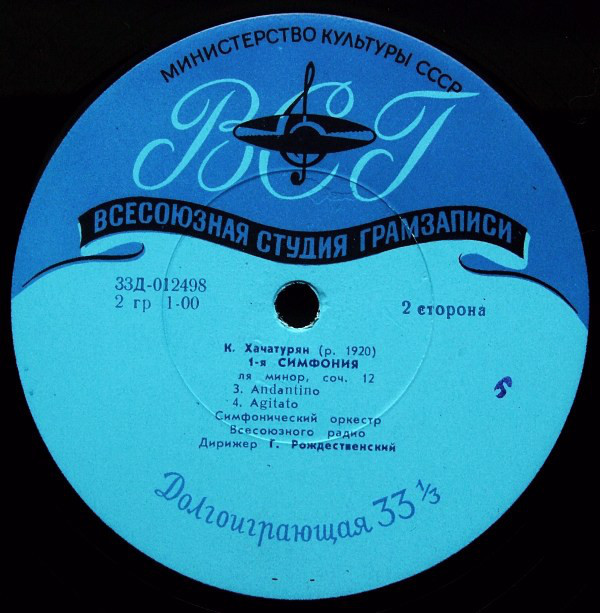 МИНИСТЕРСТВО КУЛЬТУРЫ СССР
ВСГ
ВСЕСОЮЗНАЯ СТУДИЯ ГРАМЗАПИСИ
33Д-012498
2 гр 1-00
2 сторона
К. Хачатурян (р. 1920)
1-я СИМФОНИЯ
ля минор, соч. 12
3. Andantino
4. Agitato
Симфонический оркестр
Всесоюзного радио
Дирижер Г. Рождественский
Долгоиграющая 33 ⅓